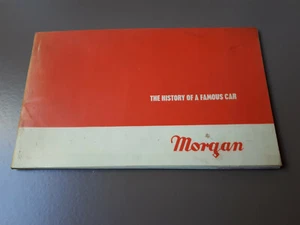 THE HISTORY OF A FAMOUS CAR
Morgan